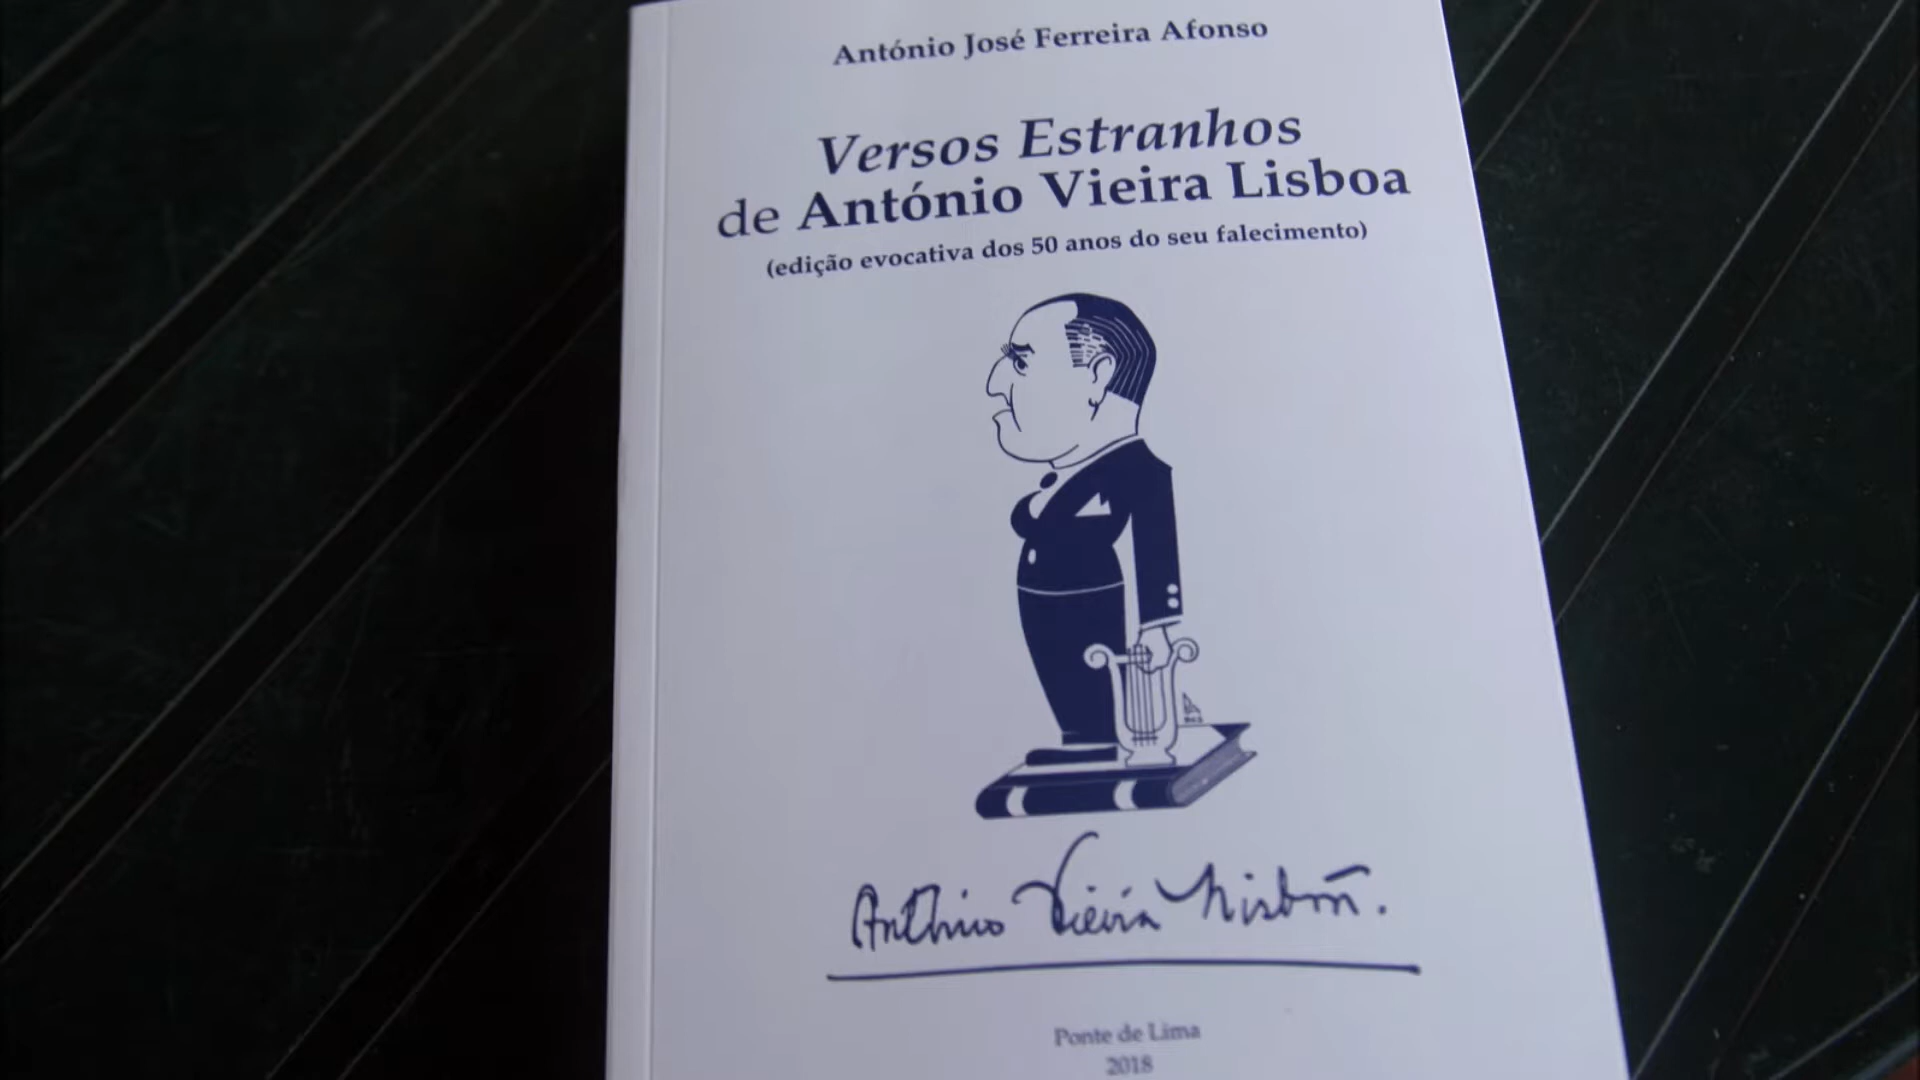 António José Ferreira Afonso
Versos Estranhos
de António Vieira Lisboa
(edição evocativa dos 50 anos do seu falecimento)
António Vieira Lisboa.
Ponte de Lima
2018